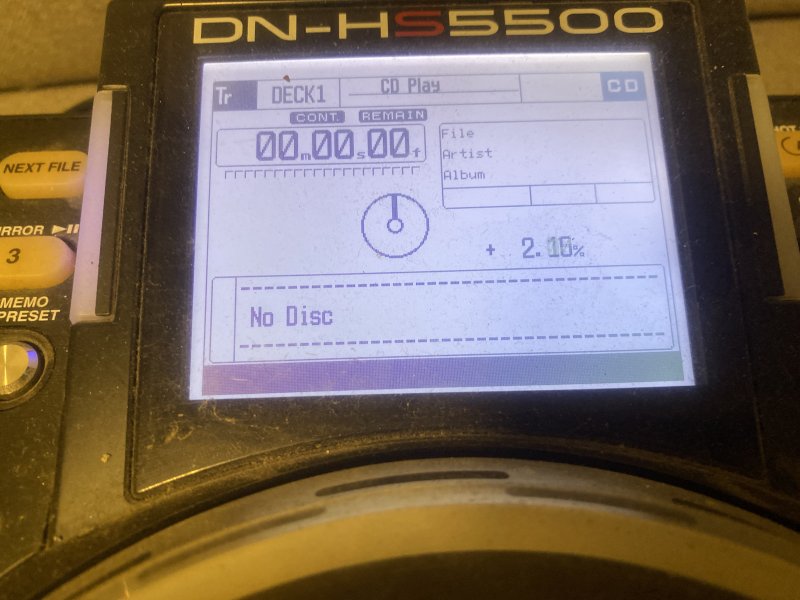 DN-HS5500
Tr DECK1 CD Play CD
CONT. REMAIN
00m00s00f
File
Artist
Album
+ 2.15%
No Disc
NEXT FILE
3
MEMO
PRESET